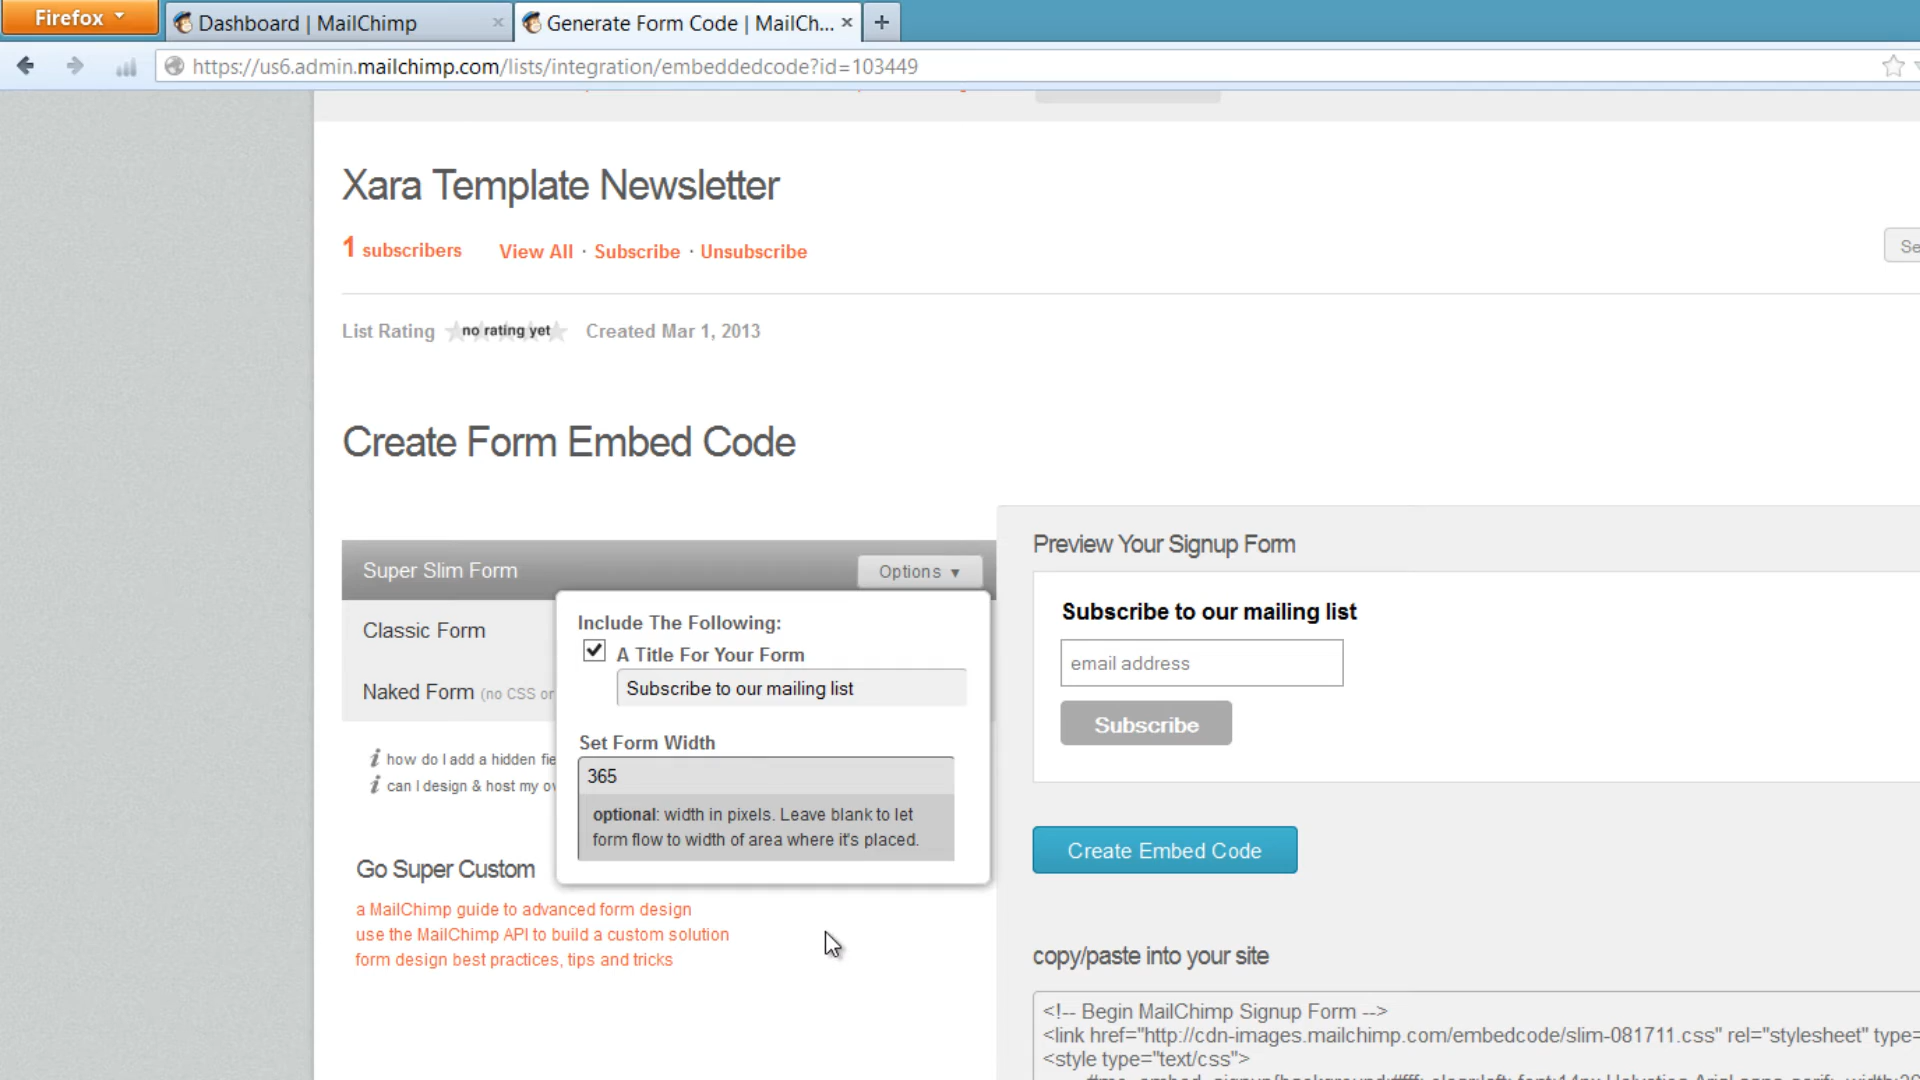 Firefox
Dashboard | MailChimp
Generate Form Code | MailCh...
https://us6.admin.mailchimp.com/lists/integration/embeddedcode?id=103449
Xara Template Newsletter
1 subscribers View All · Subscribe · Unsubscribe
Se
List Rating no rating yet Created Mar 1, 2013
Create Form Embed Code
Super Slim Form
Options ▼
Classic Form
Naked Form (no CSS or
how do I add a hidden fie
can I design & host my ov
Go Super Custom
a MailChimp guide to advanced form design
use the MailChimp API to build a custom solution
form design best practices, tips and tricks
Include The Following:
A Title For Your Form
Subscribe to our mailing list
Set Form Width
365
optional: width in pixels. Leave blank to let
form flow to width of area where it's placed.
Preview Your Signup Form
Subscribe to our mailing list
email address
Subscribe
Create Embed Code
copy/paste into your site
<!-- Begin MailChimp Signup Form -->
<link href="http://cdn-images.mailchimp.com/embedcode/slim-081711.css" rel="stylesheet" type=
<style type="text/css">